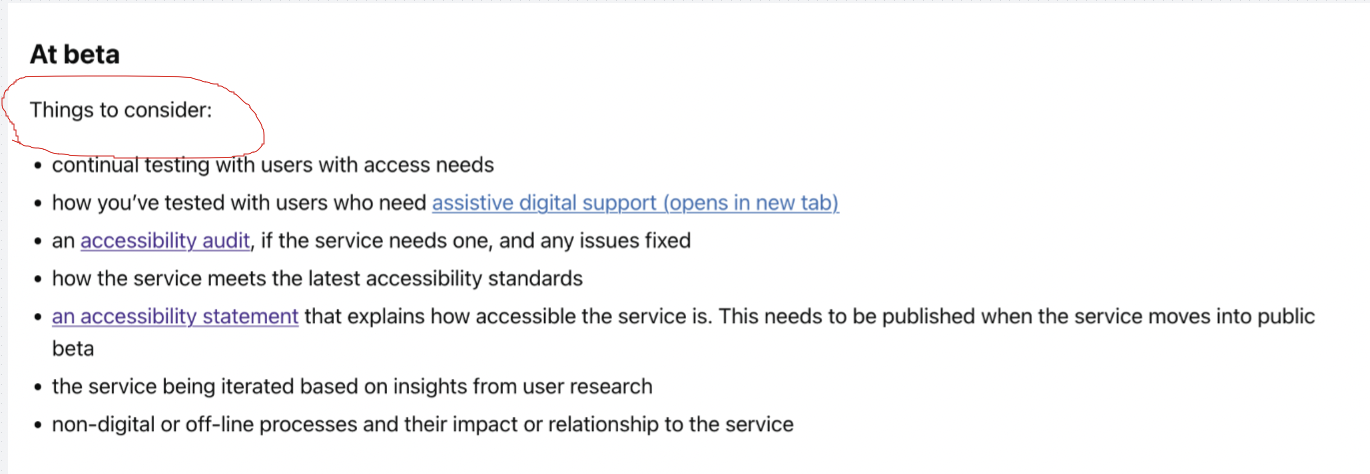 At beta
Things to consider:
• continual testing with users with access needs
• how you’ve tested with users who need assistive digital support (opens in new tab)
• an accessibility audit, if the service needs one, and any issues fixed
• how the service meets the latest accessibility standards
• an accessibility statement that explains how accessible the service is. This needs to be published when the service moves into public
beta
• the service being iterated based on insights from user research
• non-digital or off-line processes and their impact or relationship to the service